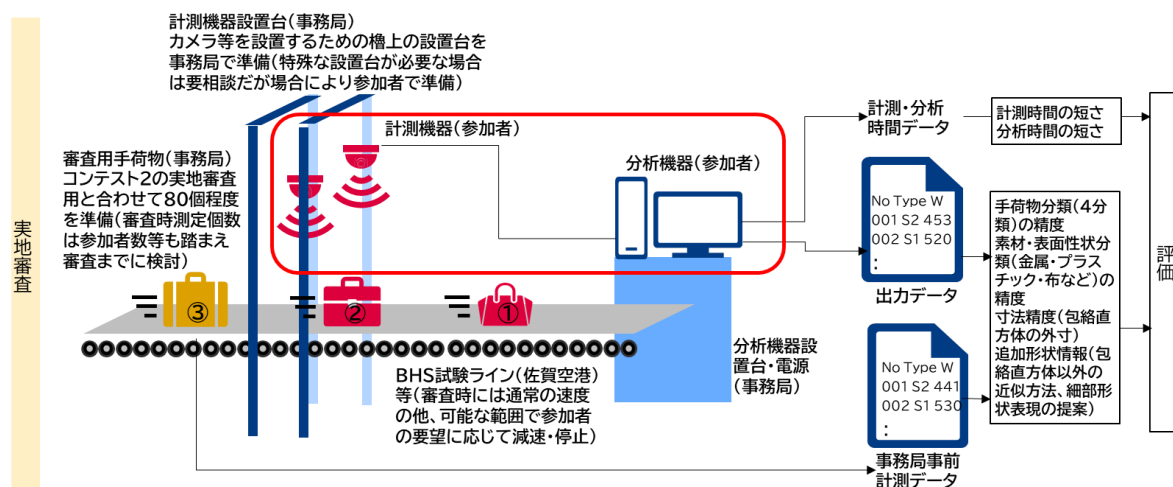 計測機器設置台(事務局)
カメラ等を設置するための櫓上の設置台を
事務局で準備(特殊な設置台が必要な場合
は要相談だが場合により参加者で準備)
計測機器(参加者)
分析機器(参加者)
審査用手荷物(事務局)
コンテスト2の実地審査
用と合わせて80個程度
を準備(審査時測定個数
は参加者数等も踏まえ
審査までに検討)
実地審査
③
②
①
BHS試験ライン(佐賀空港)
等(審査時には通常の速度
の他、可能な範囲で参加者
の要望に応じて減速・停止)
分析機器設
置台・電源
(事務局)
計測・分析
時間データ
計測時間の短さ
分析時間の短さ
No Type W
001 S2 453
002 S1 520
:
出力データ
No Type W
001 S2 441
002 S1 530
:
事務局事前
計測データ
手荷物分類(4分
類)の精度
素材・表面性状分
類(金属・プラス
チック・布など)の
精度
寸法精度(包絡直
方体の外寸)
追加形状情報(包
絡直方体以外の
近似方法、細部形
状表現の提案)
評価